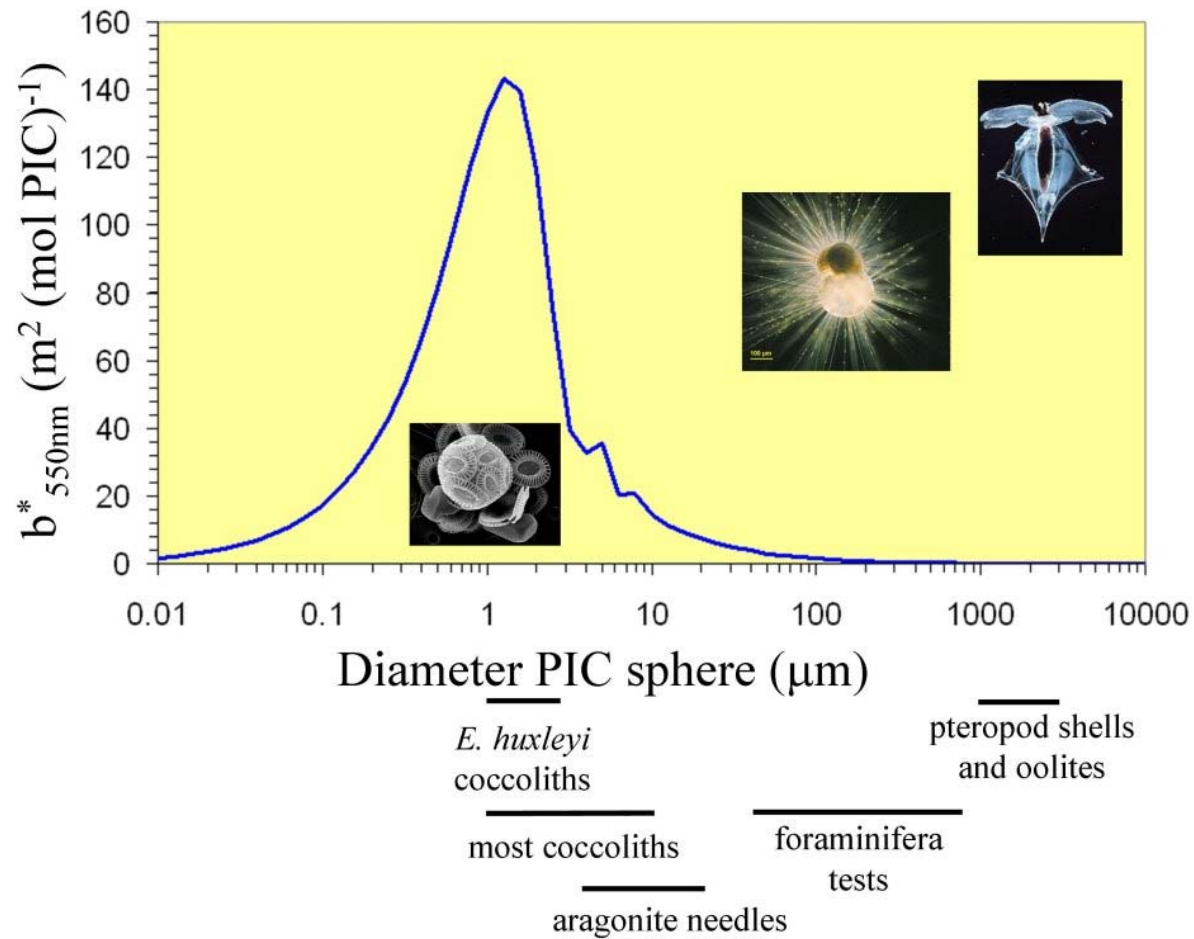 160
140
120
100
80
60
40
20
0
b*550nm (m2 (mol PIC)-1)
100 µm
0.01 0.1 1 10 100 1000 10000
Diameter PIC sphere (µm)
E. huxleyi
coccoliths
pteropod shells
and oolites
most coccoliths
foraminifera
tests
aragonite needles